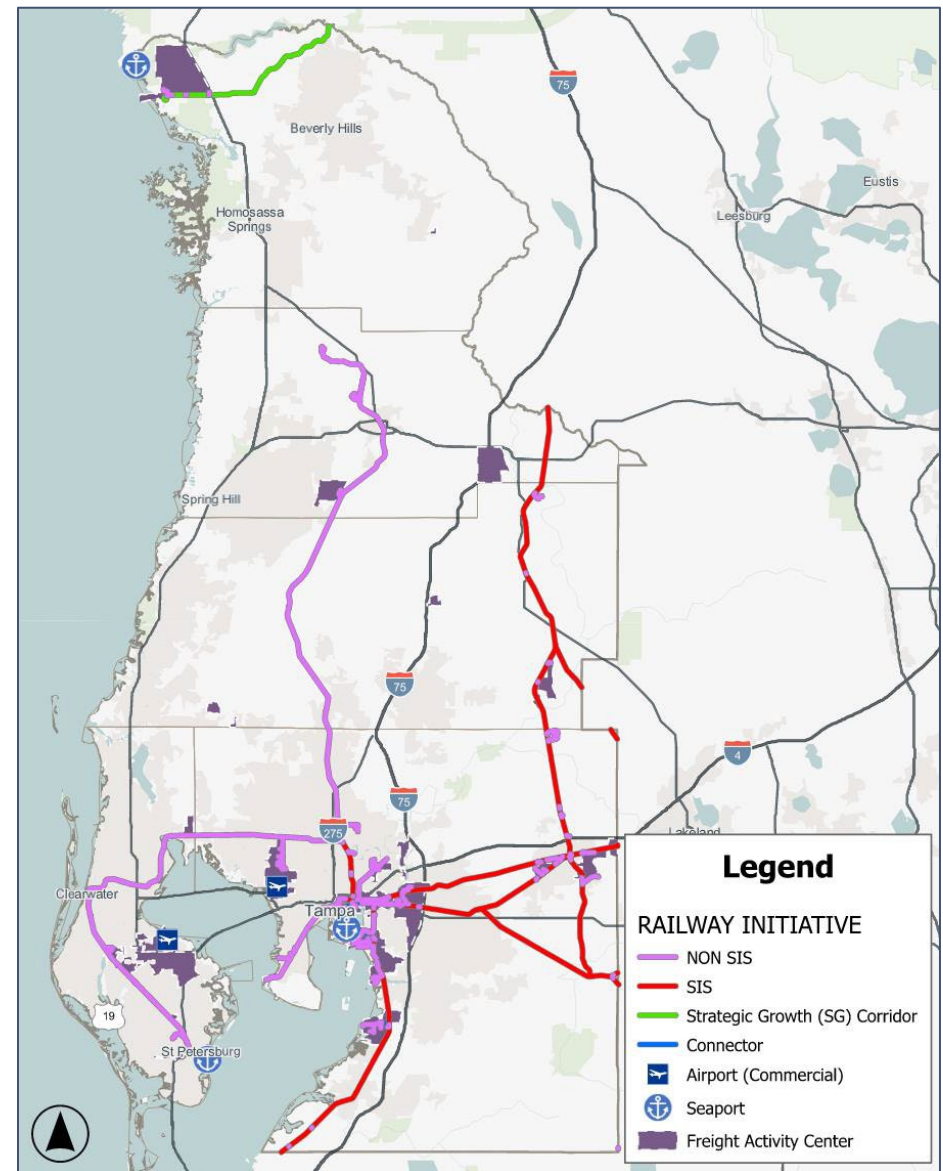 75
Beverly Hills
Eustis
Leesburg
Homosassa
Springs
Spring Hill
75
4
75
275
Lakeland
Clearwater
Tampa
19
St Petersburg
Legend
RAILWAY INITIATIVE
NON SIS
SIS
Strategic Growth (SG) Corridor
Connector
Airport (Commercial)
Seaport
Freight Activity Center